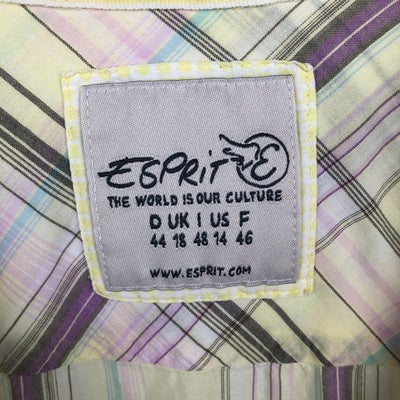 ESPRIT E
THE WORLD IS OUR CULTURE
D UK I US F
44 18 48 14 46
WWW.ESPRIT.COM